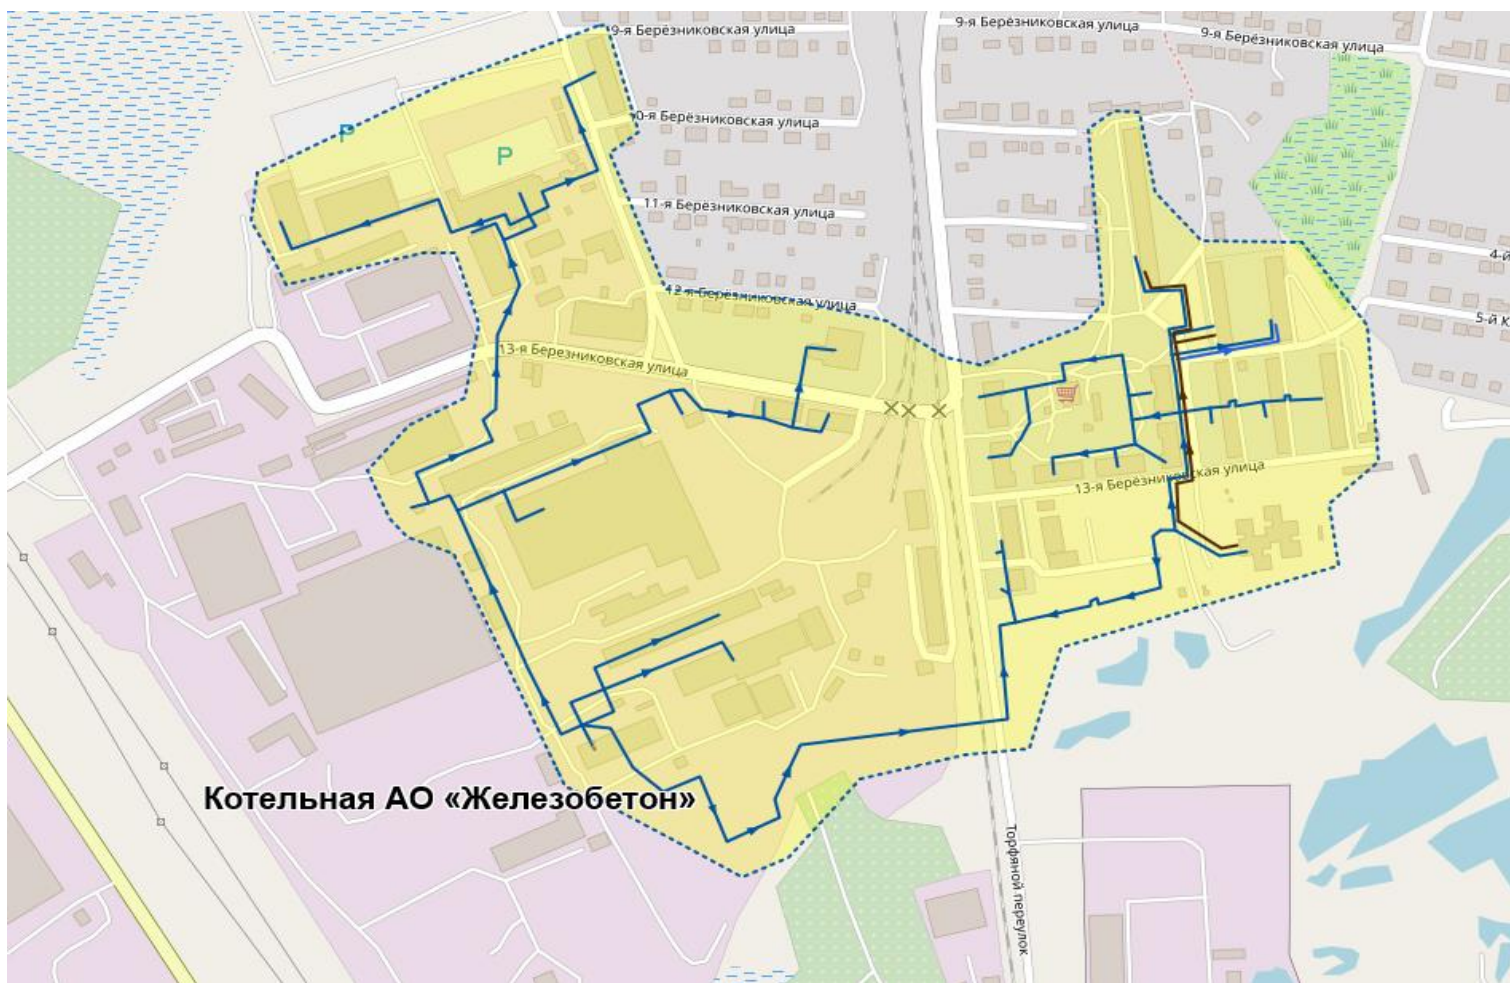 9-я Берёзниковская улица
9-я Берёзниковская улица
9-я Берёзниковская улица
P
0-я Берёзниковская улица
P
11-я Берёзниковская улица
4-й
12-я Берёзниковская улица
5-й К
13-я Березниковская улица
13-я Берёзниковская улица
Котельная АО «Железобетон»
Торфяной переулок